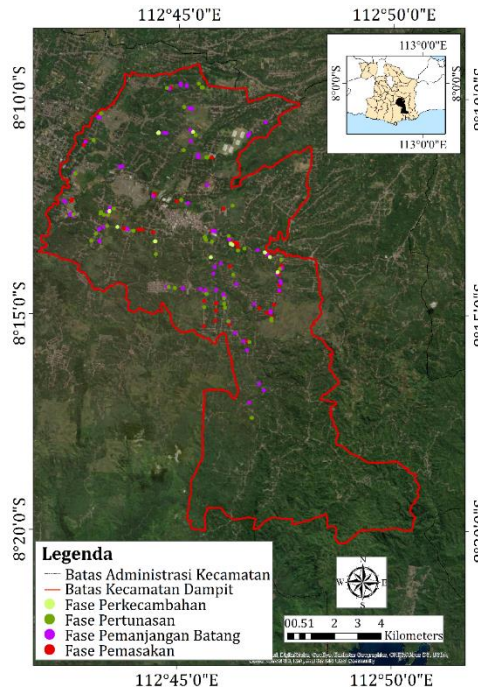 112°45'0"E 112°50'0"E
113°0'0"E
8°0'0"S 8°0'0"S
113°0'0"E
8°10'0"S
8°15'0"S
8°20'0"S
Legenda
Batas Administrasi Kecamatan
Batas Kecamatan Dampit
Fase Perkecambahan
Fase Pertunasan
Fase Pemanjangan Batang
Fase Pemasakan
N
W E
S
0 0.5 1 2 3 4
Kilometers
112°45'0"E 112°50'0"E